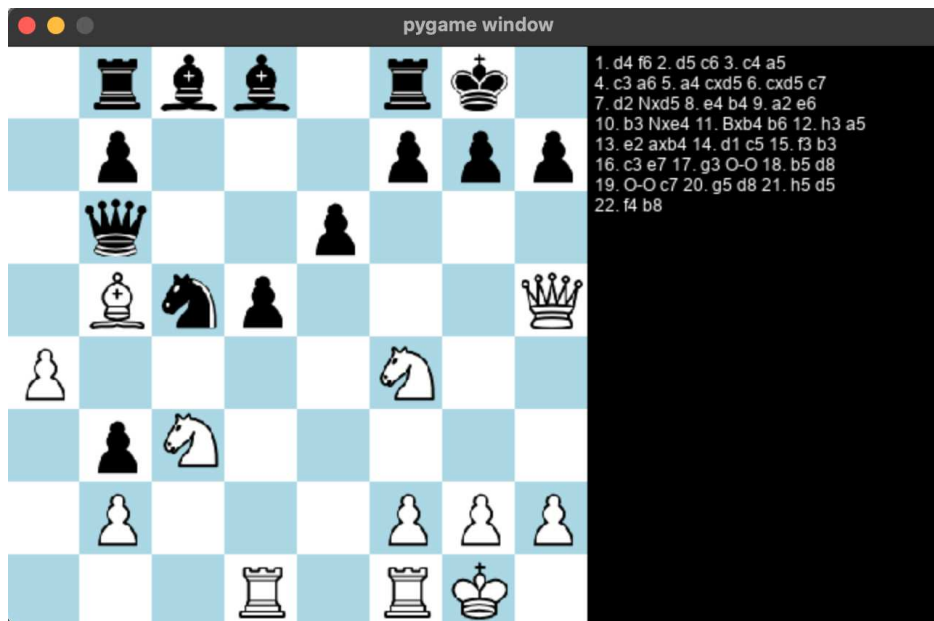 pygame window
1. d4 f6 2. d5 c6 3. c4 a5
4. c3 a6 5. a4 cxd5 6. cxd5 c7
7. d2 Nxd5 8. e4 b4 9. a2 e6
10. b3 Nxe4 11. Bxb4 b6 12. h3 a5
13. e2 axb4 14. d1 c5 15. f3 b3
16. c3 e7 17. g3 O-O 18. b5 d8
19. O-O c7 20. g5 d8 21. h5 d5
22. f4 b8